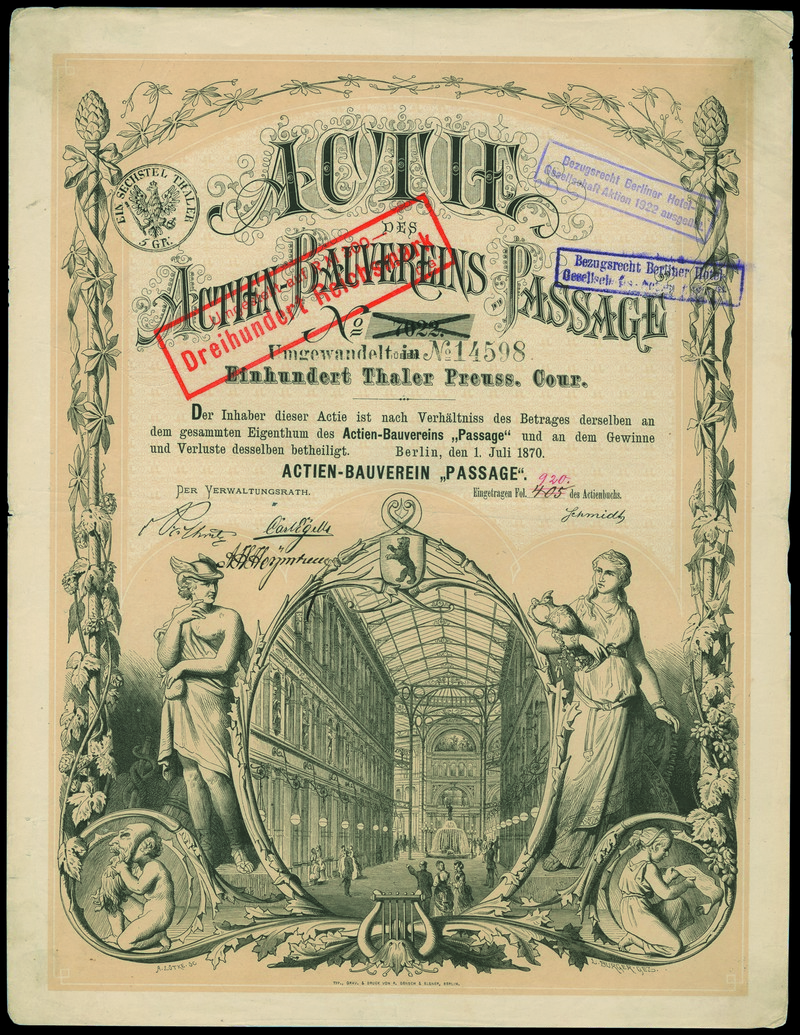 ACTIE
EIN SECHSTEL THALER
5 GR.
Bezugsrecht Berliner Hotel-
Gesellschaft Aktien 1922 ausgeübt.
DES
ACTIEN-BAUVEREINS PASSAGE
Bezugsrecht Berliner Hotel-
Dreihundert Reichsmark
No 7022.
Umgewandelt in No 14598.
Einhundert Thaler Preuss. Cour.
Der Inhaber dieser Actie ist nach Verhältniss des Betrages derselben an
dem gesammten Eigenthum des Actien-Bauvereins „Passage“ und an dem Gewinne
und Verluste desselben betheiligt. Berlin, den 1. Juli 1870.
ACTIEN-BAUVEREIN „PASSAGE“.
DER VERWALTUNGSRATH.
920.
Eingetragen Fol. 405 des Actienbuchs.
Schmidt